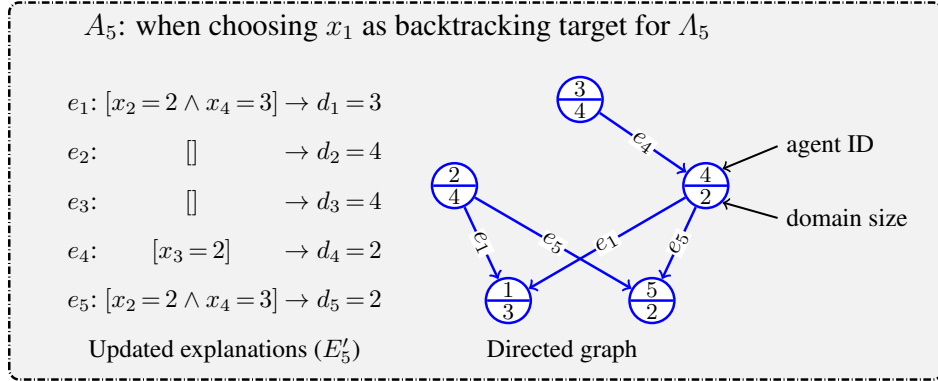 A₅: when choosing x₁ as backtracking target for Λ₅
e₁: [x₂ = 2 ∧ x₄ = 3] → d₁ = 3
e₂: [] → d₂ = 4
e₃: [] → d₃ = 4
e₄: [x₃ = 2] → d₄ = 2
e₅: [x₂ = 2 ∧ x₄ = 3] → d₅ = 2
Updated explanations (E′₅)
3
4
e₄
agent ID
2
4
4
2
domain size
e₁
e₅
e₁
e₅
1
3
5
2
Directed graph